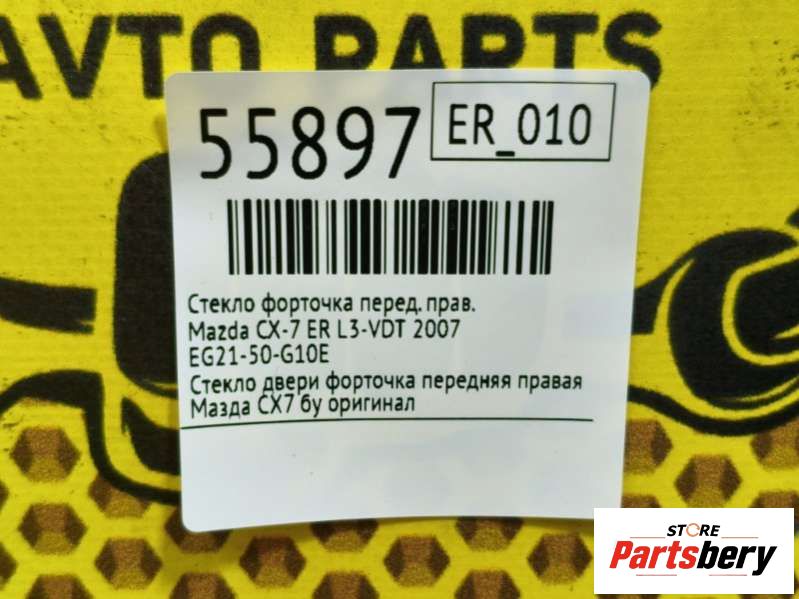 AVTO PARTS
55897
ER_010
Стекло форточка перед. прав.
Mazda CX-7 ER L3-VDT 2007
EG21-50-G10E
Стекло двери форточка передняя правая
Мазда СХ7 бу оригинал
STORE
Partsbery